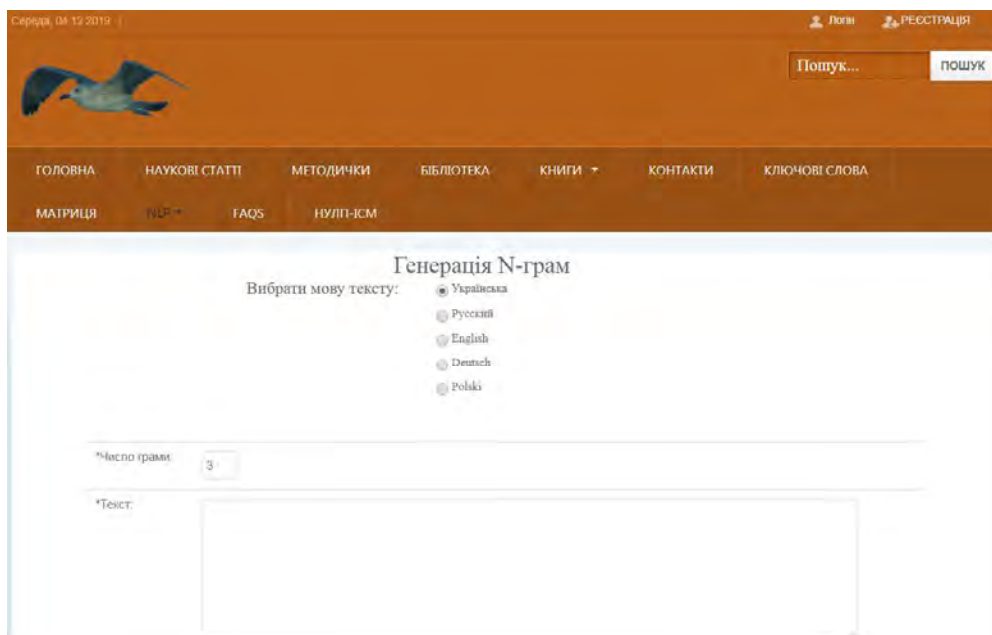 Середа, 04 12 2019 |
Логін РЕЄСТРАЦІЯ
Пошук... ПОШУК
ГОЛОВНА НАУКОВІ СТАТТІ МЕТОДИЧКИ БІБЛІОТЕКА КНИГИ КОНТАКТИ КЛЮЧОВІ СЛОВА
МАТРИЦЯ NLP FAQS НУЛП-ІСМ
Генерація N-грам
Вибрати мову тексту: Українська
Русский
English
Deutsch
Polski
*Число грами: 3
*Текст: